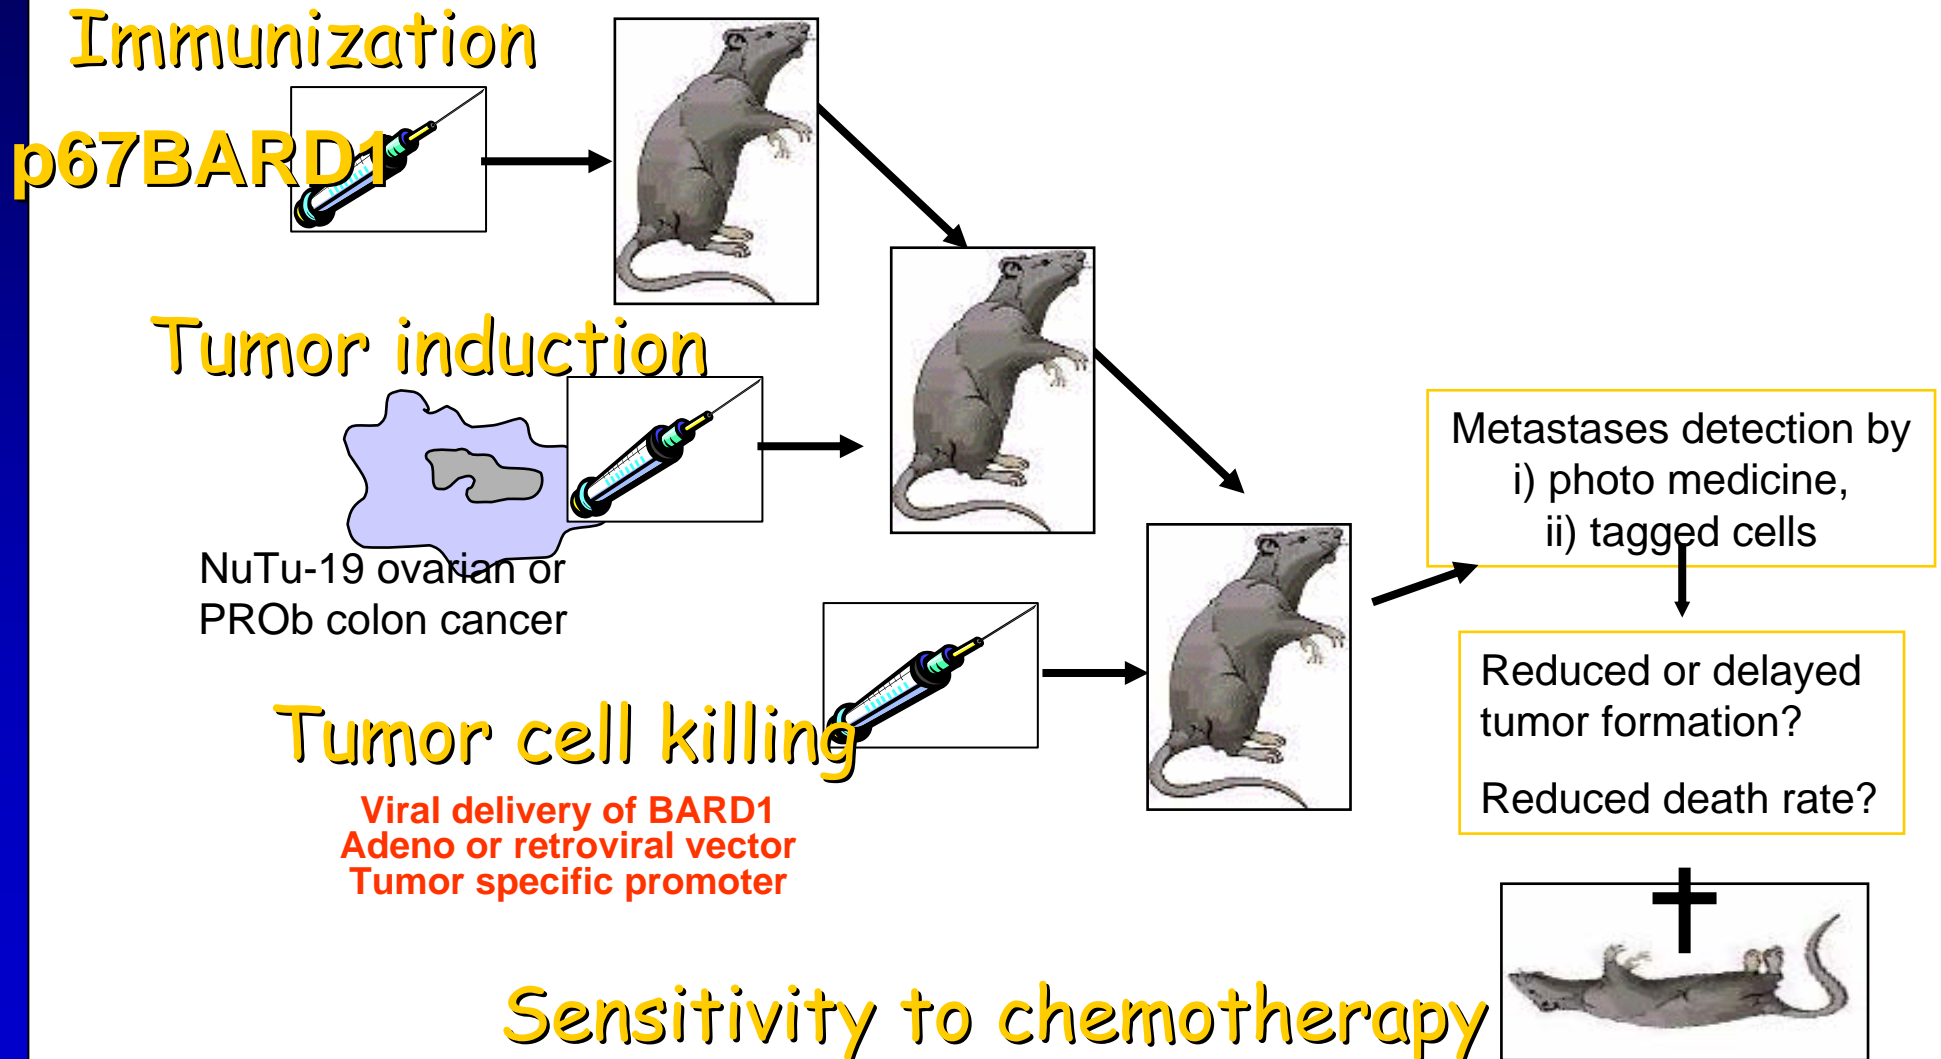 Immunization
p67BARD1
Tumor induction
NuTu-19 ovarian or
PROb colon cancer
Tumor cell killing
Viral delivery of BARD1
Adeno or retroviral vector
Tumor specific promoter
Metastases detection by
i) photo medicine,
ii) tagged cells
Reduced or delayed
tumor formation?
Reduced death rate?
Sensitivity to chemotherapy